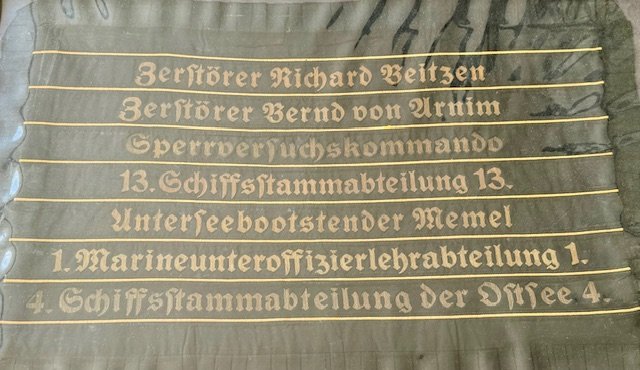 Zerstörer Richard Beitzen
Zerstörer Bernd von Arnim
Sperrversuchskommando
13. Schiffsstammabteilung 13.
Unterseebootstender Memel
1. Marineunteroffizierlehrabteilung 1.
4. Schiffsstammabteilung der Ostsee 4.